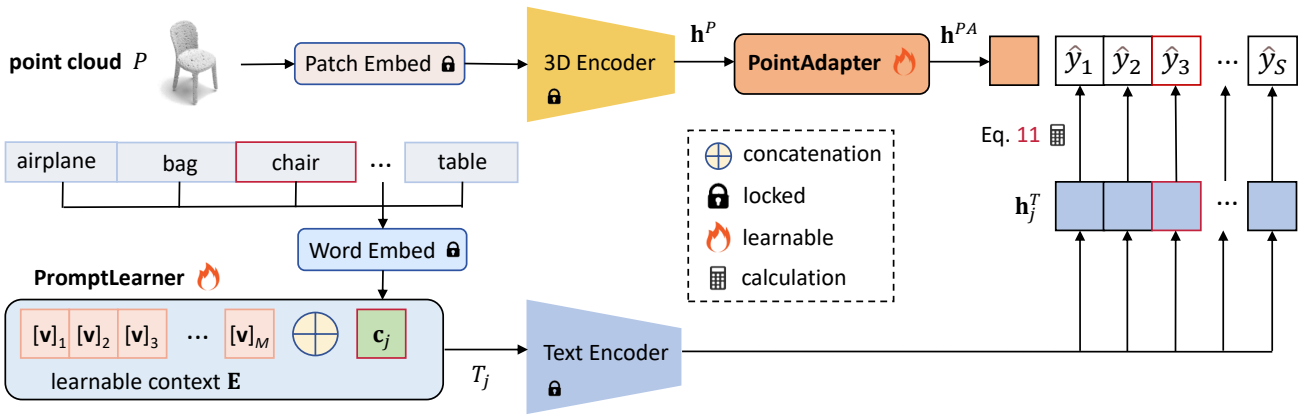 point cloud P
Patch Embed
3D Encoder
h^P
PointAdapter
h^{PA}
ŷ_1 ŷ_2 ŷ_3 ... ŷ_S
Eq. 11
airplane bag chair ... table
concatenation
locked
learnable
calculation
h_j^T ...
Word Embed
PromptLearner
[v]_1 [v]_2 [v]_3 ... [v]_M c_j
learnable context E
T_j
Text Encoder